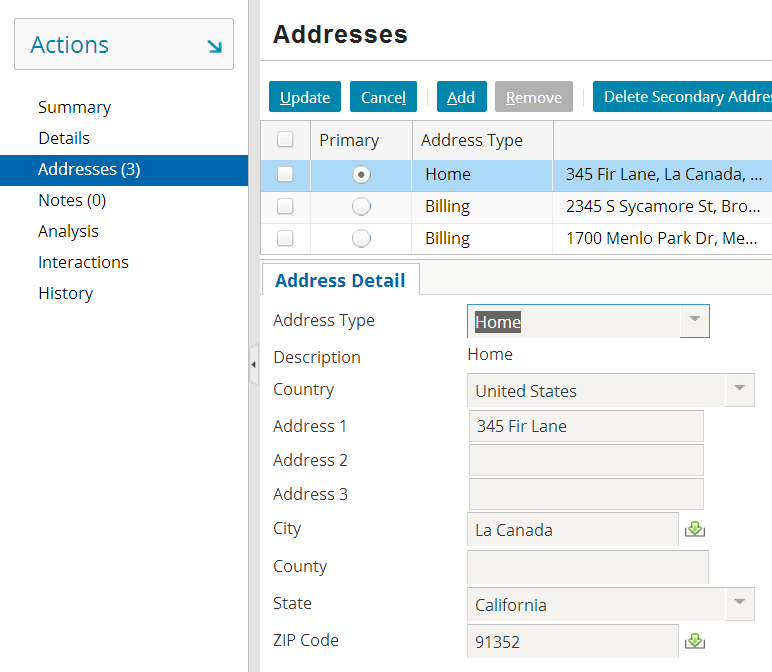 Actions
Summary
Details
Addresses (3)
Notes (0)
Analysis
Interactions
History
Addresses
Update Cancel Add Remove Delete Secondary Addre
Primary Address Type
Home 345 Fir Lane, La Canada, ...
Billing 2345 S Sycamore St, Bro...
Billing 1700 Menlo Park Dr, Me...
Address Detail
Address Type Home
Description Home
Country United States
Address 1 345 Fir Lane
Address 2
Address 3
City La Canada
County
State California
ZIP Code 91352